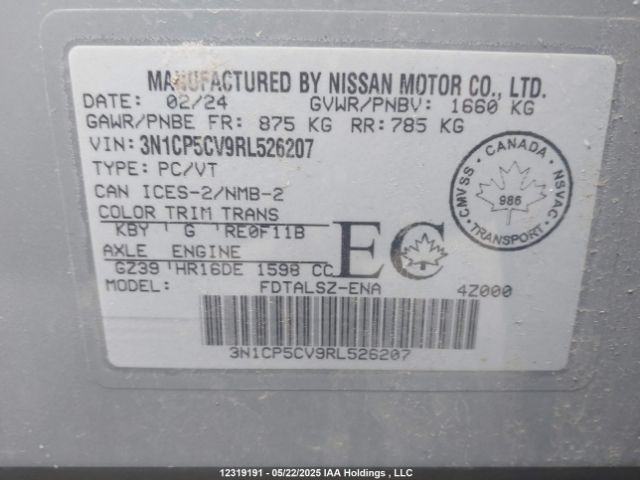 MANUFACTURED BY NISSAN MOTOR CO., LTD.
DATE: 02/24 GVWR/PNBV: 1660 KG
GAWR/PNBE FR: 875 KG RR: 785 KG
VIN: 3N1CP5CV9RL526207
TYPE: PC/VT
CAN ICES-2/NMB-2
COLOR TRIM TRANS
KBY G RE0F11B
AXLE ENGINE
GZ39 HR16DE 1598 CC
MODEL: FDTALSZ-ENA 4Z000
EC
CANADA
CMVSS NSVAC
986
TRANSPORT
3N1CP5CV9RL526207
12319191 - 05/22/2025 IAA Holdings , LLC